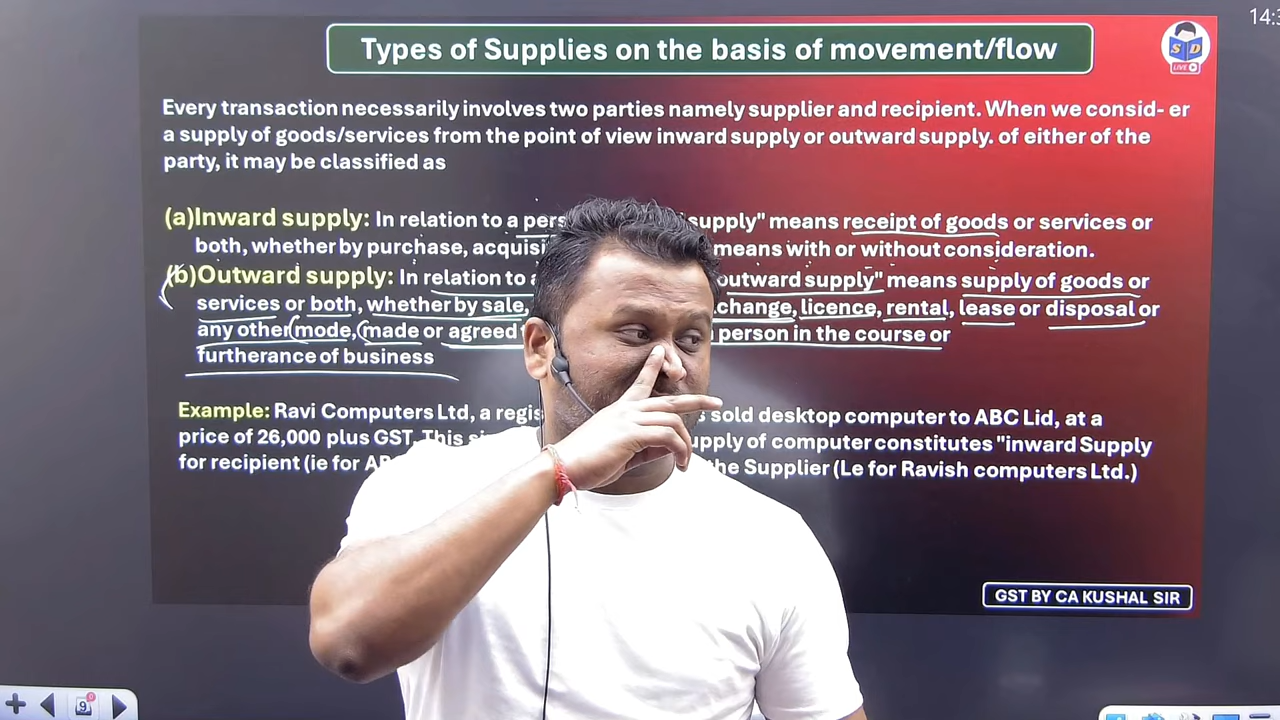 14:3
Types of Supplies on the basis of movement/flow
S D
LIVE
Every transaction necessarily involves two parties namely supplier and recipient. When we consid- er
a supply of goods/services from the point of view inward supply or outward supply. of either of the
party, it may be classified as
(a)Inward supply: In relation to a supply" means receipt of goods or services or
both, whether by purchase, means with or without consideration.
(b)Outward supply: In relation to outward supply" means supply of goods or
services or both, whether by sale, licence, rental, lease or disposal or
any other mode, made or agreed person in the course or
furtherance of business
Example: Ravi Computers Ltd, a sold desktop computer to ABC Lid, at a
price of 26,000 plus GST. This of computer constitutes "inward Supply
for recipient (ie for the Supplier (Le for Ravish computers Ltd.)
GST BY CA KUSHAL SIR
9